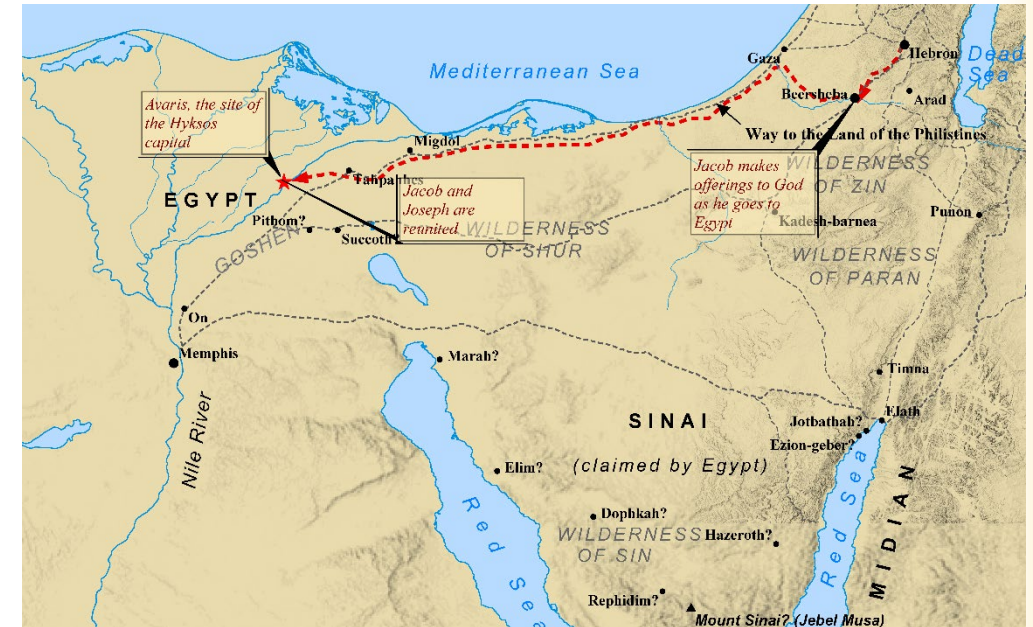 Mediterranean Sea
Gaza
Hebron
Dead
Sea
Beersheba
Arad
Avaris, the site of
the Hyksos
capital
Migdol
Way to the Land of the Philistines
Tahpanhes
Jacob and
Joseph are
reunited
Jacob makes
offerings to God
as he goes to
Egypt
WILDERNESS
OF ZIN
EGYPT
Pithom?
Succoth
GOSHEN
WILDERNESS
OF SHUR
Kadesh-barnea
Punon
WILDERNESS
OF PARAN
On
Memphis
Marah?
Timna
Nile River
SINAI
(claimed by Egypt)
Jotbathah?
Elath
Ezion-geber?
Elim?
Red Sea
Red Sea
MIDIAN
Dophkah?
WILDERNESS
OF SIN
Hazeroth?
Rephidim?
Mount Sinai? (Jebel Musa)